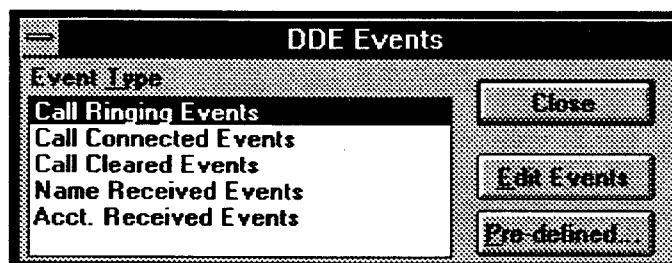 DDE Events
Event Type
Call Ringing Events
Call Connected Events
Call Cleared Events
Name Received Events
Acct. Received Events
Close
Edit Events
Pre-defined...